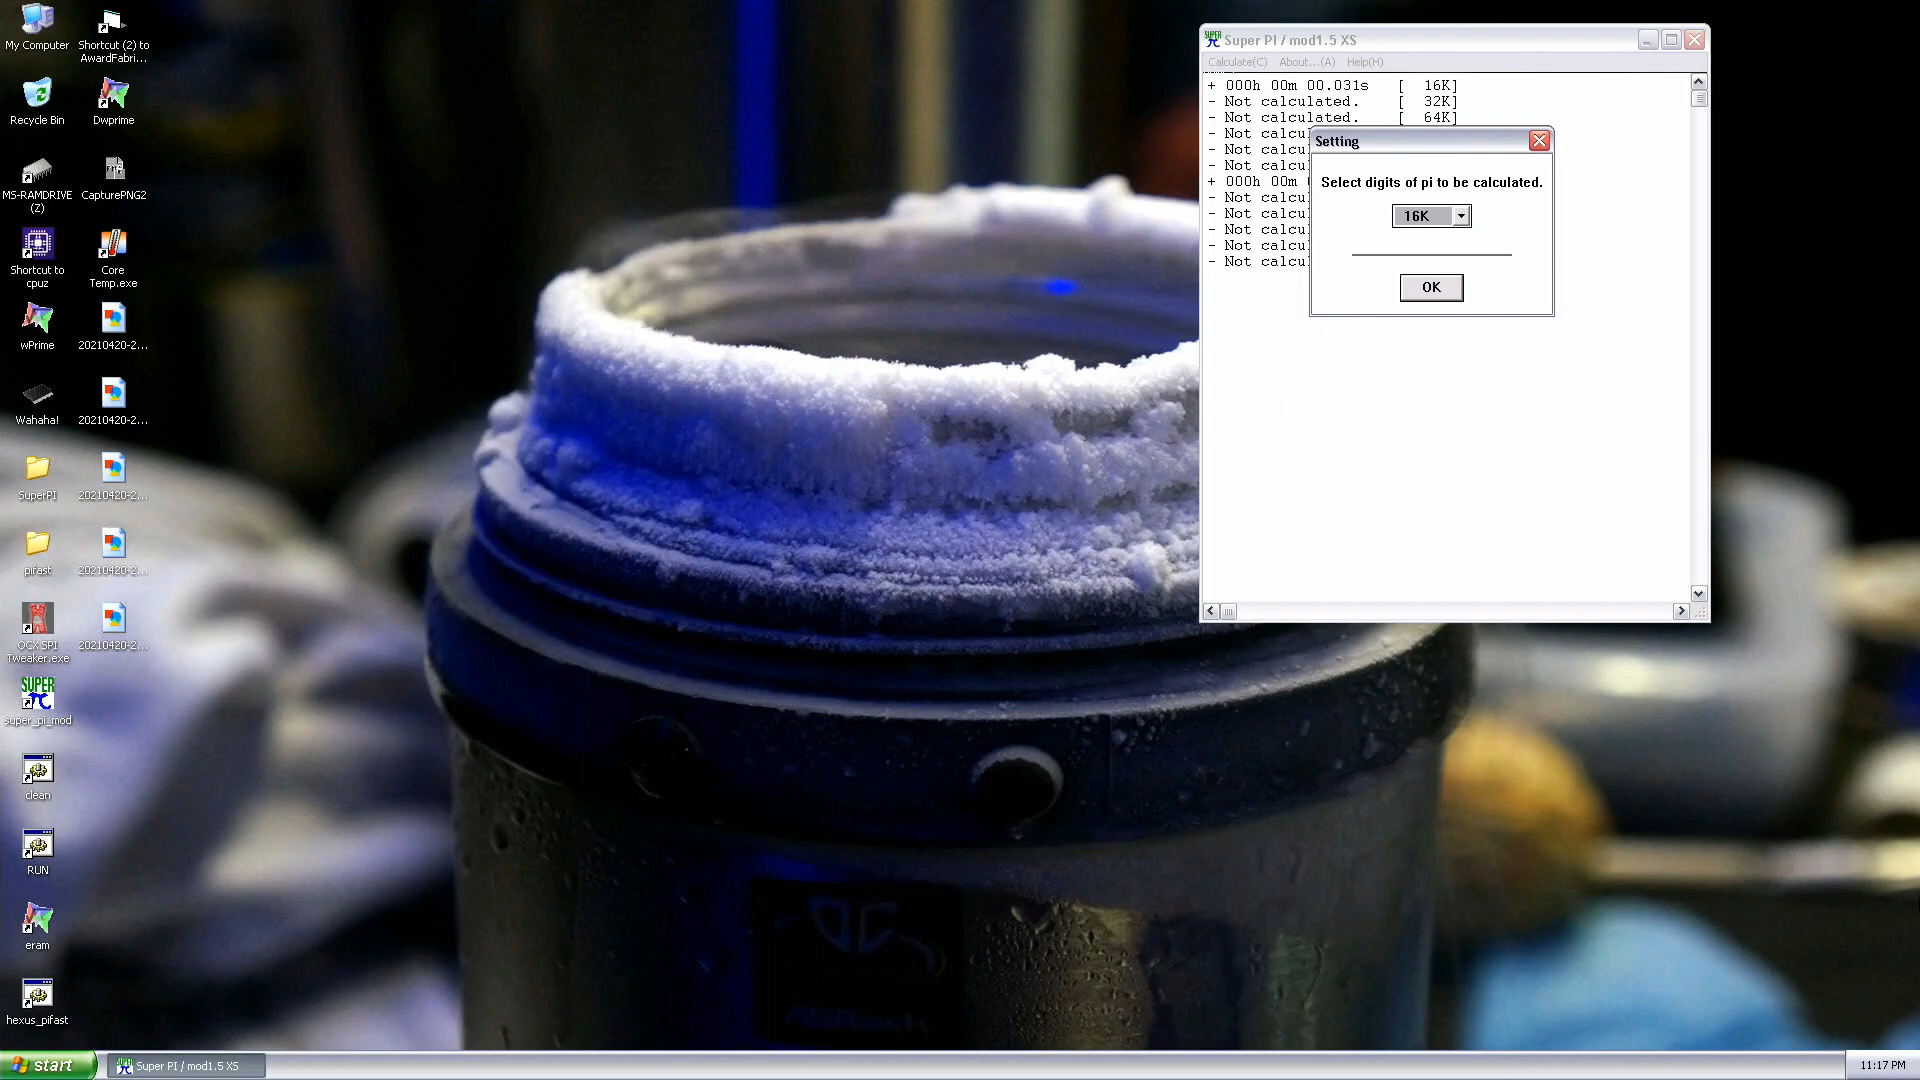 My Computer
Shortcut (2) to
AwardFabri...
Recycle Bin
Dwprime
MS-RAMDRIVE
(Z)
CapturePNG2
Shortcut to
cpuz
Core
Temp.exe
wPrime
20210420-2...
Wahaha!
20210420-2...
SuperPI
20210420-2...
pifast
20210420-2...
OCX SPI
Tweaker.exe
20210420-2...
SUPER
super_pi_mod
clean
RUN
eram
hexus_pifast
Super PI / mod1.5 XS
Calculate(C) About...(A) Help(H)
+ 000h 00m 00.031s [ 16K]
- Not calculated. [ 32K]
- Not calculated. [ 64K]
- Not calcu
- Not calcu
- Not calcu
+ 000h 00m
- Not calcu
- Not calcu
- Not calcu
- Not calcu
- Not calcu
Setting
Select digits of pi to be calculated.
16K
OK
ASRock
start
Super PI / mod1.5 XS
11:17 PM